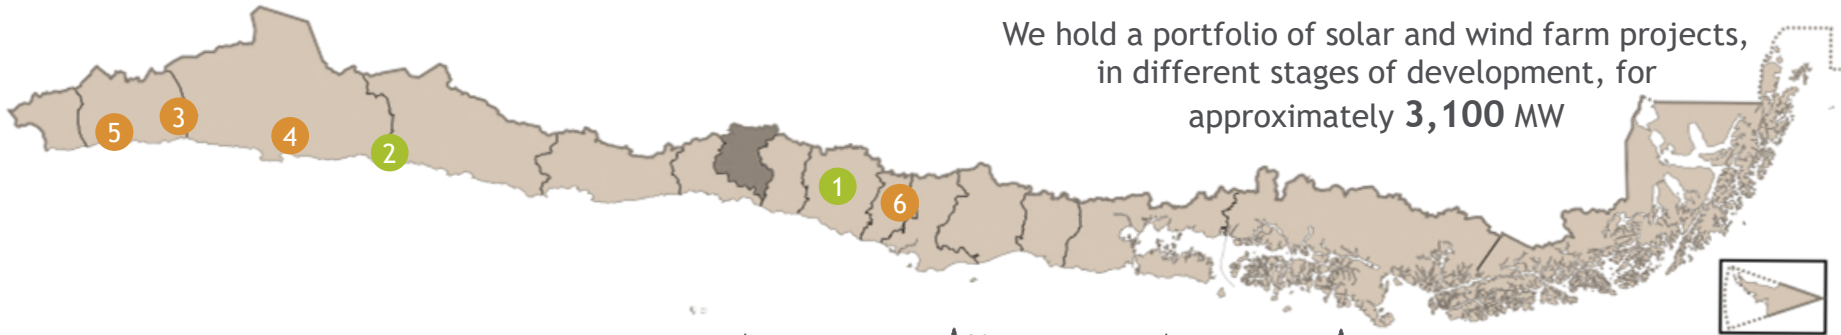 We hold a portfolio of solar and wind farm projects,
in different stages of development, for
approximately 3,100 MW
5
3
4
2
1
6